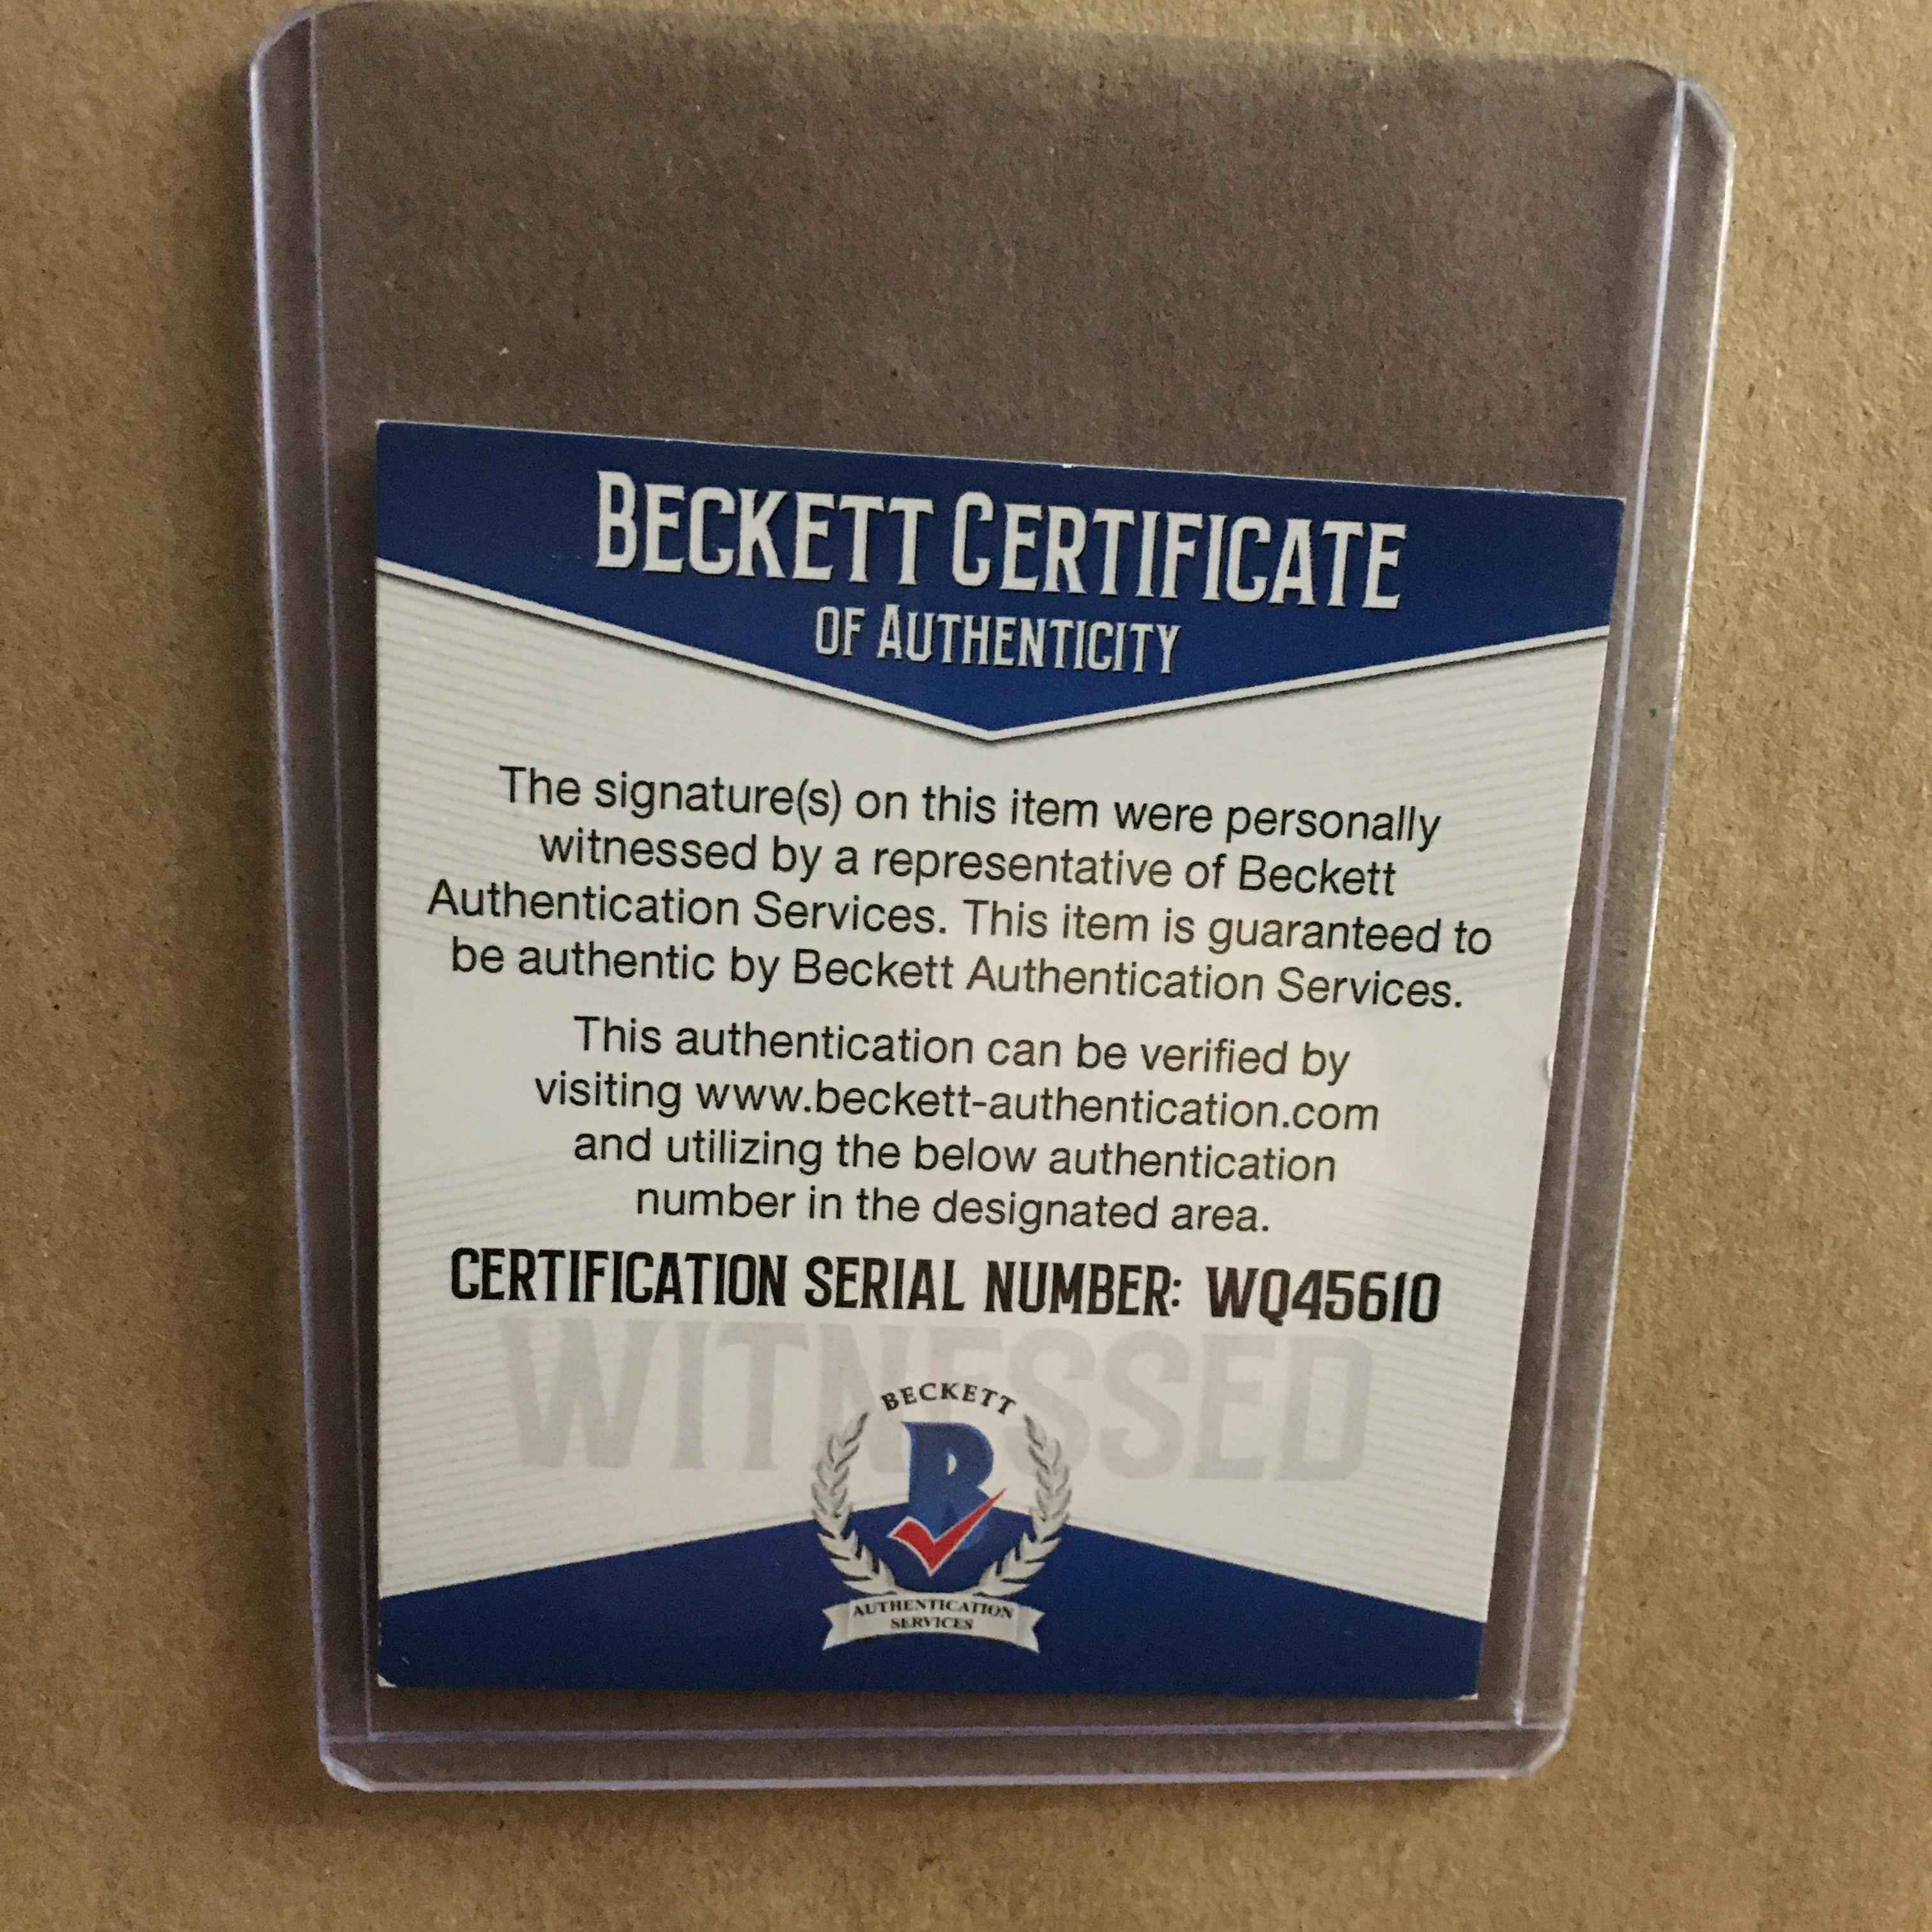 BECKETT CERTIFICATE
OF AUTHENTICITY
The signature(s) on this item were personally
witnessed by a representative of Beckett
Authentication Services. This item is guaranteed to
be authentic by Beckett Authentication Services.
This authentication can be verified by
visiting www.beckett-authentication.com
and utilizing the below authentication
number in the designated area.
CERTIFICATION SERIAL NUMBER: WQ45610
WITNESSED
BECKETT
B
AUTHENTICATION
SERVICES